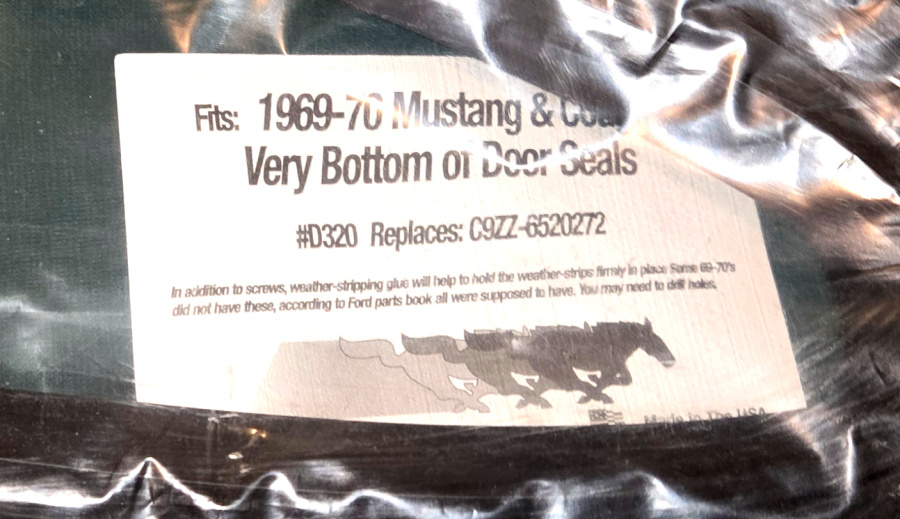 Fits: 1969-70 Mustang &
Very Bottom of Door Seals
#D320 Replaces: C9ZZ-6520272
In addition to screws, weather-stripping glue will help to hold the weather-strips firmly in place Some 69-70's
did not have these, according to Ford parts book all were supposed to have. You may need to drill holes.
Made in The USA